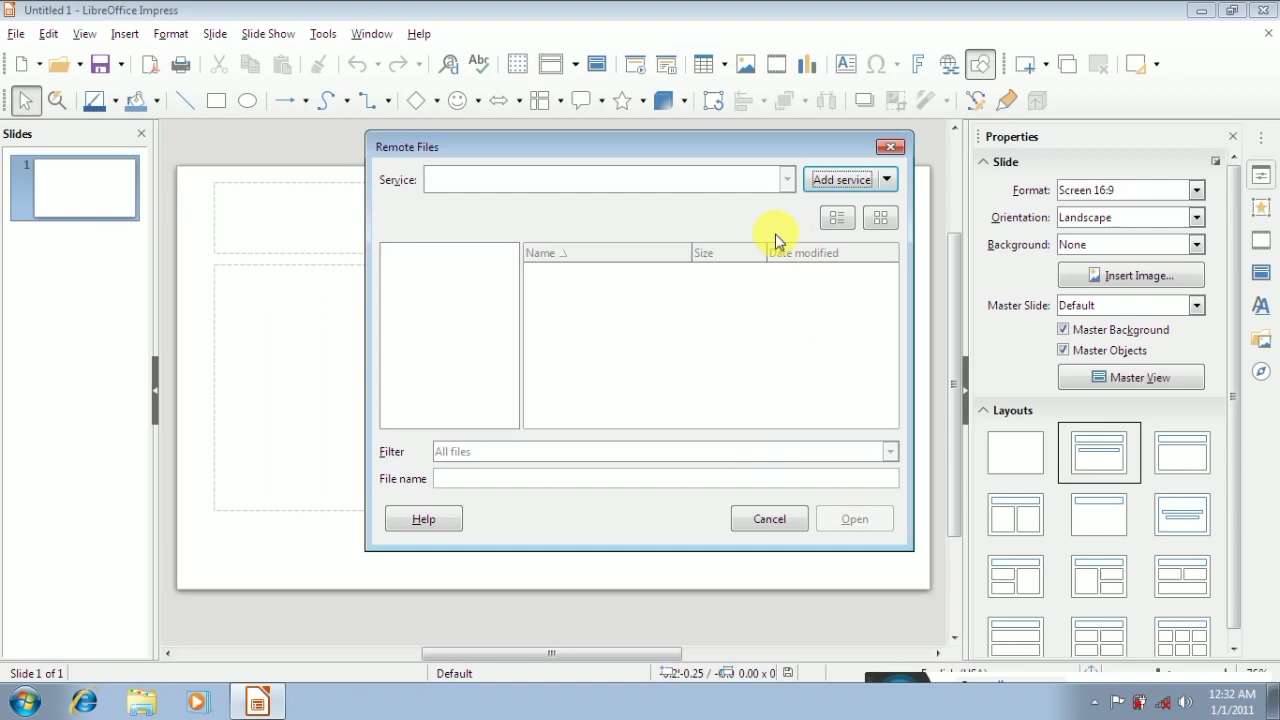 Untitled 1 - LibreOffice Impress
File Edit View Insert Format Slide Slide Show Tools Window Help
Abc
Slides
1
Remote Files
Service:
Add service
Name
Size
Date modified
Filter
All files
File name
Help
Cancel
Open
Properties
Slide
Format: Screen 16:9
Orientation: Landscape
Background: None
Insert Image...
Master Slide: Default
Master Background
Master Objects
Master View
Layouts
Slide 1 of 1
Default
0.00 x 0
12:32 AM
1/1/2011